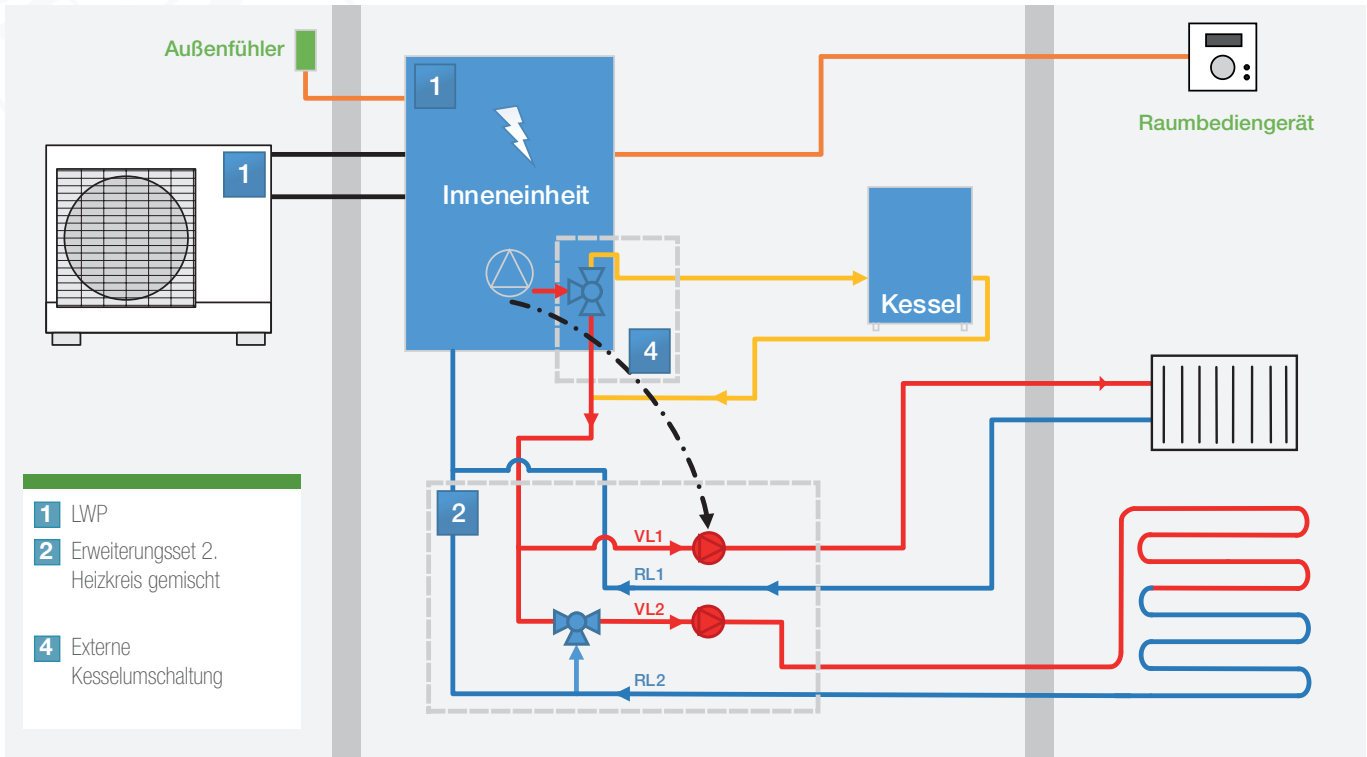 Außenfühler
1
1
Inneneinheit
Raumbediengerät
Kessel
4
2
VL1
RL1
VL2
RL2
1 LWP
2 Erweiterungsset 2.
Heizkreis gemischt
4 Externe
Kesselumschaltung